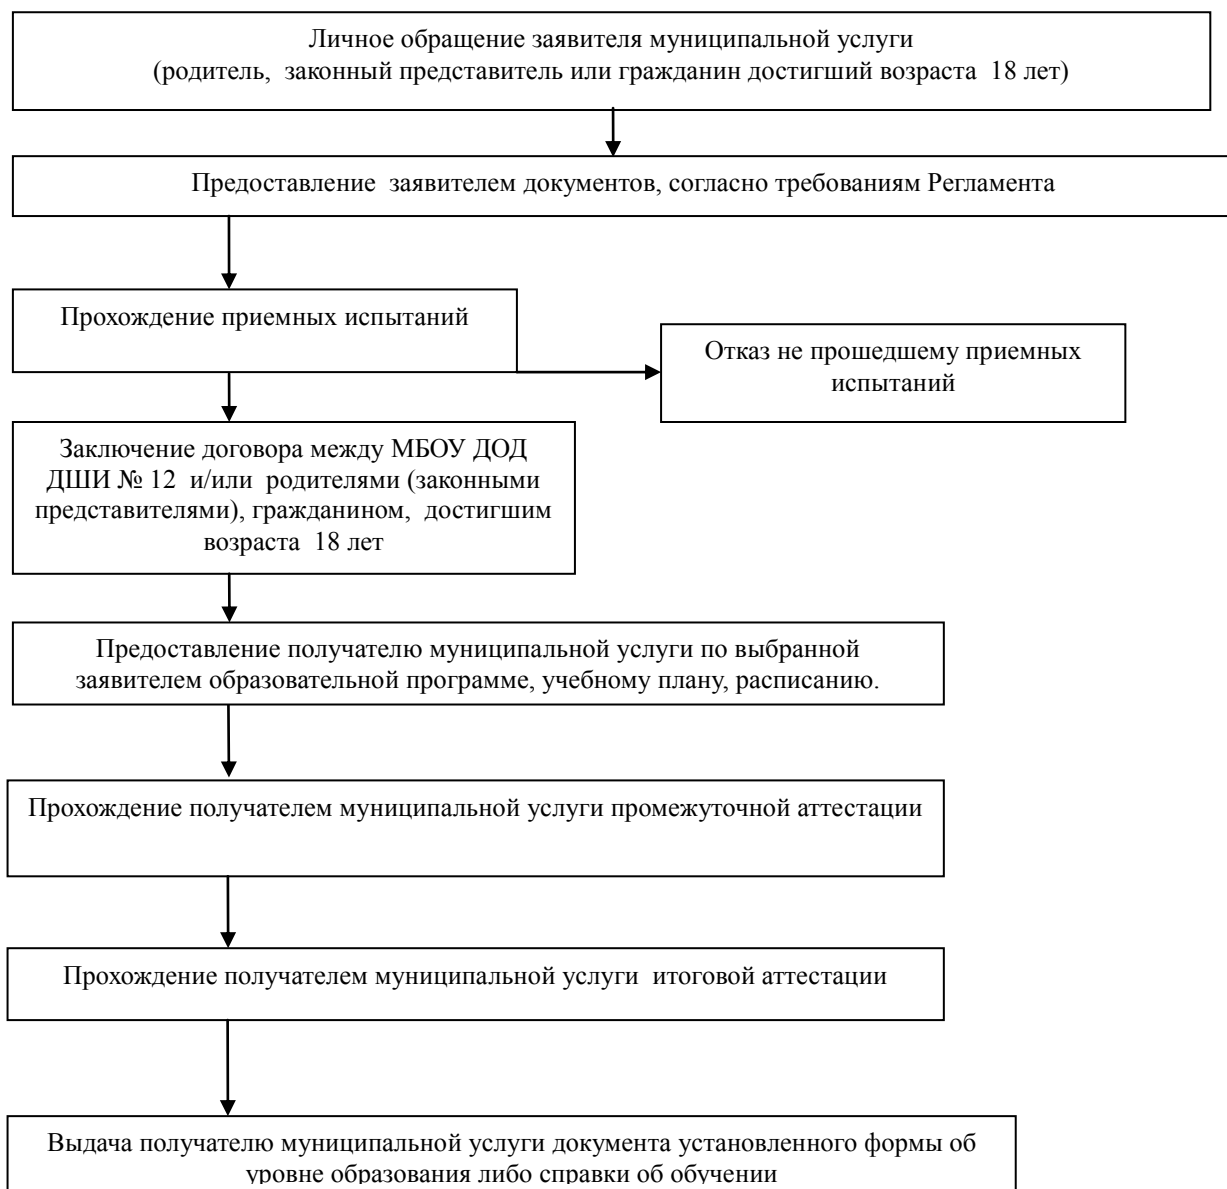 Личное обращение заявителя муниципальной услуги
(родитель, законный представитель или гражданин достигший возраста 18 лет)
Предоставление заявителем документов, согласно требованиям Регламента
Прохождение приемных испытаний
Отказ не прошедшему приемных
испытаний
Заключение договора между МБОУ ДОД
ДШИ № 12 и/или родителями (законными
представителями), гражданином, достигшим
возраста 18 лет
Предоставление получателю муниципальной услуги по выбранной
заявителем образовательной программе, учебному плану, расписанию.
Прохождение получателем муниципальной услуги промежуточной аттестации
Прохождение получателем муниципальной услуги итоговой аттестации
Выдача получателю муниципальной услуги документа установленного формы об
уровне образования либо справки об обучении